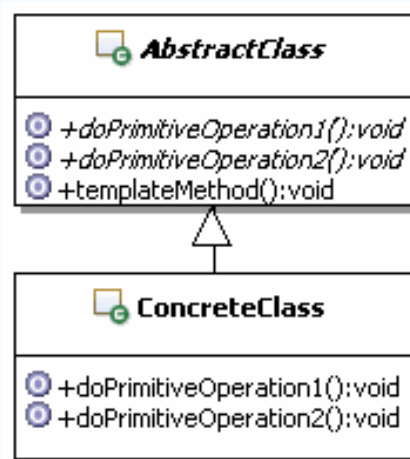 AbstractClass
+doPrimitiveOperation1():void
+doPrimitiveOperation2():void
+templateMethod():void
ConcreteClass
+doPrimitiveOperation1():void
+doPrimitiveOperation2():void